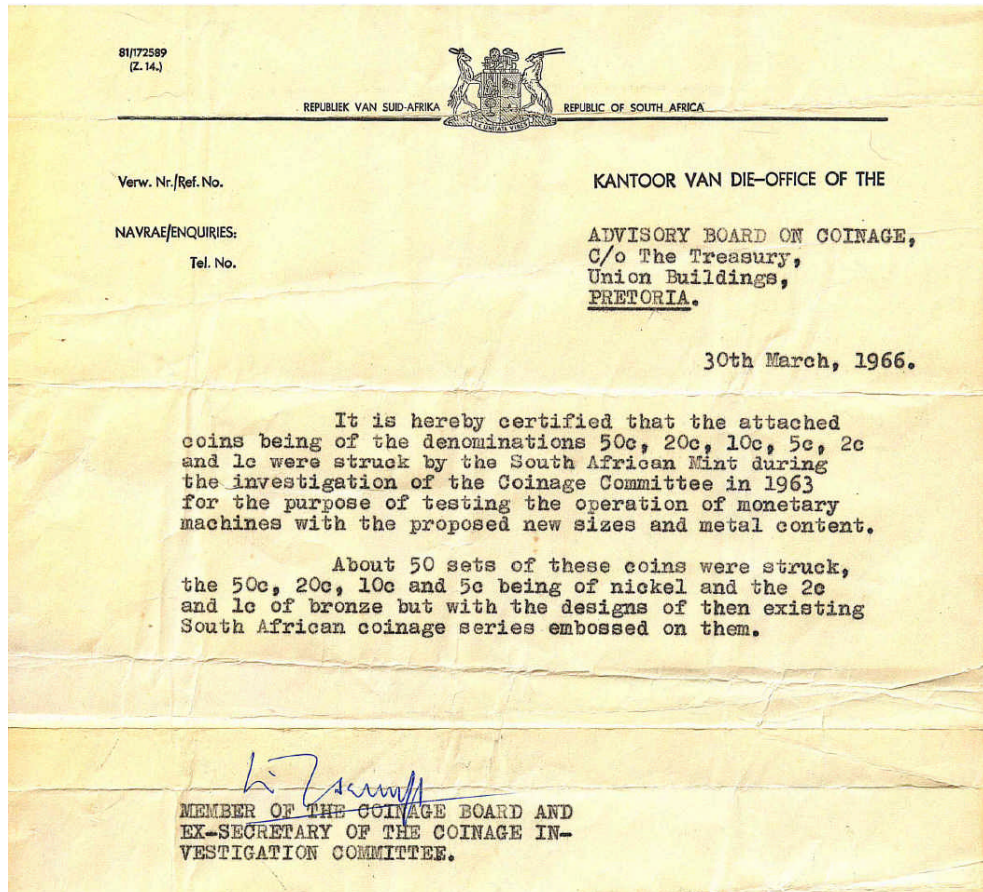 81/172589
(Z. 14.)
REPUBLIEK VAN SUID-AFRIKA
REPUBLIC OF SOUTH AFRICA
EX UNITATE VIRES
Verw. Nr./Ref. No.
KANTOOR VAN DIE—OFFICE OF THE
NAVRAE/ENQUIRIES:
Tel. No.
ADVISORY BOARD ON COINAGE,
C/o The Treasury,
Union Buildings,
PRETORIA.
30th March, 1966.
It is hereby certified that the attached
coins being of the denominations 50c, 20c, 10c, 5c, 2c
and 1c were struck by the South African Mint during
the investigation of the Coinage Committee in 1963
for the purpose of testing the operation of monetary
machines with the proposed new sizes and metal content.
About 50 sets of these coins were struck,
the 50c, 20c, 10c and 5c being of nickel and the 2c
and 1c of bronze but with the designs of then existing
South African coinage series embossed on them.
MEMBER OF THE COINAGE BOARD AND
EX-SECRETARY OF THE COINAGE IN-
VESTIGATION COMMITTEE.